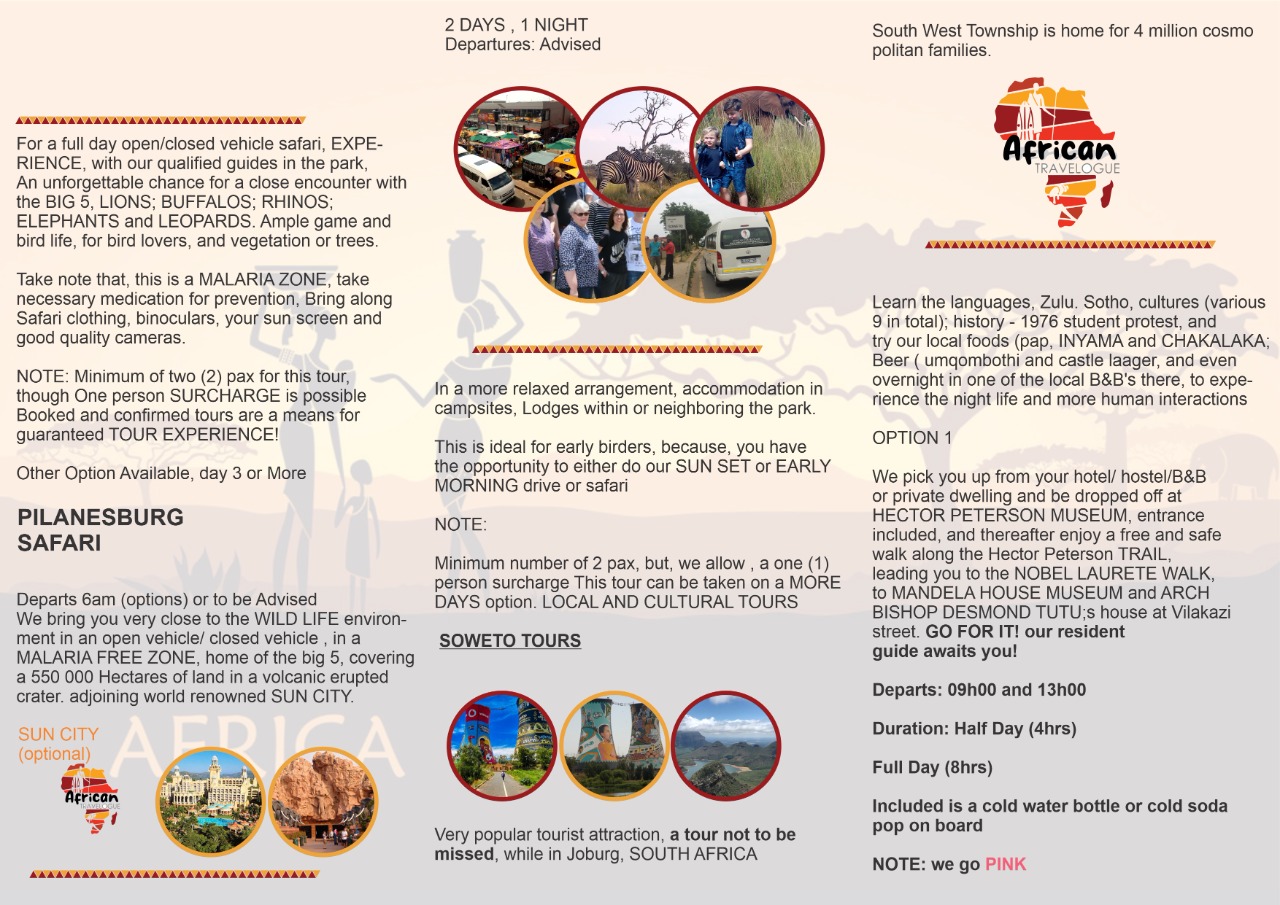 For a full day open/closed vehicle safari, EXPE-
RIENCE, with our qualified guides in the park,
An unforgettable chance for a close encounter with
the BIG 5, LIONS; BUFFALOS; RHINOS;
ELEPHANTS and LEOPARDS. Ample game and
bird life, for bird lovers, and vegetation or trees.
Take note that, this is a MALARIA ZONE, take
necessary medication for prevention, Bring along
Safari clothing, binoculars, your sun screen and
good quality cameras.
NOTE: Minimum of two (2) pax for this tour,
though One person SURCHARGE is possible
Booked and confirmed tours are a means for
guaranteed TOUR EXPERIENCE!
Other Option Available, day 3 or More
PILANESBURG
SAFARI
Departs 6am (options) or to be Advised
We bring you very close to the WILD LIFE environ-
ment in an open vehicle/ closed vehicle , in a
MALARIA FREE ZONE, home of the big 5, covering
a 550 000 Hectares of land in a volcanic erupted
crater. adjoining world renowned SUN CITY.
SUN CITY
(optional)
AFRICA
African
TRAVELOGUE
2 DAYS , 1 NIGHT
Departures: Advised
In a more relaxed arrangement, accommodation in
campsites, Lodges within or neighboring the park.
This is ideal for early birders, because, you have
the opportunity to either do our SUN SET or EARLY
MORNING drive or safari
NOTE:
Minimum number of 2 pax, but, we allow , a one (1)
person surcharge This tour can be taken on a MORE
DAYS option. LOCAL AND CULTURAL TOURS
SOWETO TOURS
Very popular tourist attraction, a tour not to be
missed, while in Joburg, SOUTH AFRICA
South West Township is home for 4 million cosmo
politan families.
African
TRAVELOGUE
Learn the languages, Zulu. Sotho, cultures (various
9 in total); history - 1976 student protest, and
try our local foods (pap, INYAMA and CHAKALAKA;
Beer ( umqombothi and castle laager, and even
overnight in one of the local B&B's there, to expe-
rience the night life and more human interactions
OPTION 1
We pick you up from your hotel/ hostel/B&B
or private dwelling and be dropped off at
HECTOR PETERSON MUSEUM, entrance
included, and thereafter enjoy a free and safe
walk along the Hector Peterson TRAIL,
leading you to the NOBEL LAURETE WALK,
to MANDELA HOUSE MUSEUM and ARCH
BISHOP DESMOND TUTU;s house at Vilakazi
street. GO FOR IT! our resident
guide awaits you!
Departs: 09h00 and 13h00
Duration: Half Day (4hrs)
Full Day (8hrs)
Included is a cold water bottle or cold soda
pop on board
NOTE: we go PINK